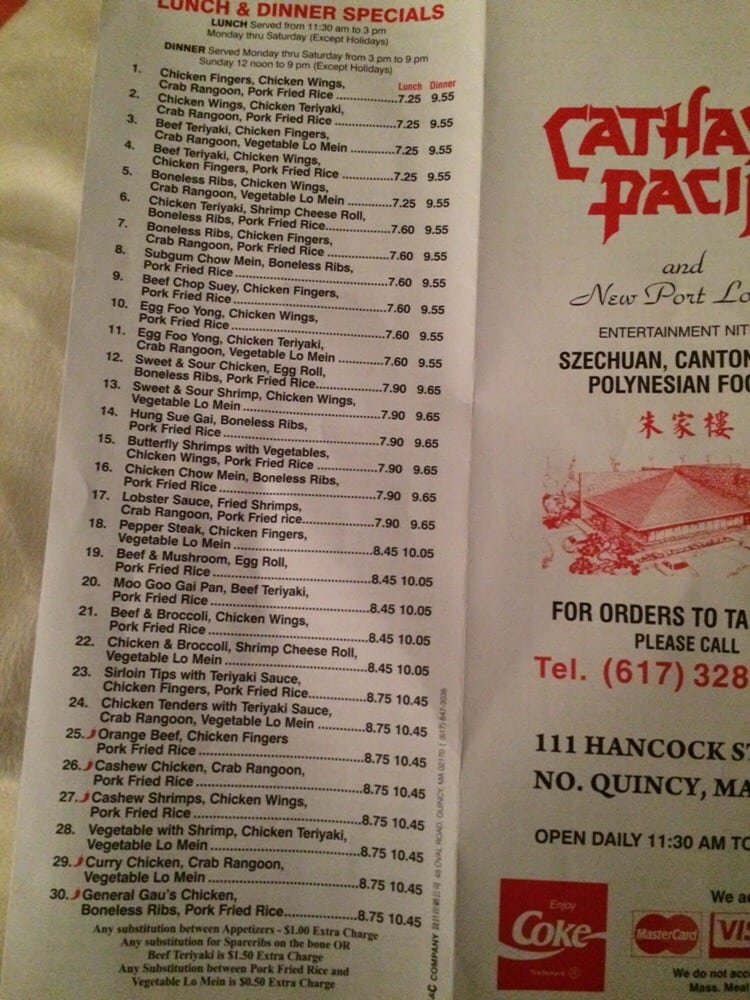 LUNCH & DINNER SPECIALS
LUNCH Served from 11:30 am to 3 pm
Monday thru Saturday (Except Holidays)
DINNER Served Monday thru Saturday from 3 pm to 9 pm
Sunday 12 noon to 9 pm (Except Holidays)
Lunch Dinner
1. Chicken Fingers, Chicken Wings,
Crab Rangoon, Pork Fried Rice ..................7.25 9.55
2. Chicken Wings, Chicken Teriyaki,
Crab Rangoon, Pork Fried Rice ..................7.25 9.55
3. Beef Teriyaki, Chicken Fingers,
Crab Rangoon, Vegetable Lo Mein ..............7.25 9.55
4. Beef Teriyaki, Chicken Wings,
Chicken Fingers, Pork Fried Rice ................7.25 9.55
5. Boneless Ribs, Chicken Wings,
Crab Rangoon, Vegetable Lo Mein ..............7.25 9.55
6. Chicken Teriyaki, Shrimp Cheese Roll,
Boneless Ribs, Pork Fried Rice..................7.60 9.55
7. Boneless Ribs, Chicken Fingers,
Crab Rangoon, Pork Fried Rice ..................7.60 9.55
8. Subgum Chow Mein, Boneless Ribs,
Pork Fried Rice ............................................7.60 9.55
9. Beef Chop Suey, Chicken Fingers,
Pork Fried Rice ............................................7.60 9.55
10. Egg Foo Yong, Chicken Wings,
Pork Fried Rice ............................................7.60 9.55
11. Egg Foo Yong, Chicken Teriyaki,
Crab Rangoon, Vegetable Lo Mein ..............7.60 9.55
12. Sweet & Sour Chicken, Egg Roll,
Boneless Ribs, Pork Fried Rice..................7.90 9.65
13. Sweet & Sour Shrimp, Chicken Wings,
Vegetable Lo Mein .......................................7.90 9.65
14. Hung Sue Gai, Boneless Ribs,
Pork Fried Rice ............................................7.90 9.65
15. Butterfly Shrimps with Vegetables,
Chicken Wings, Pork Fried Rice .................7.90 9.65
16. Chicken Chow Mein, Boneless Ribs,
Pork Fried Rice ............................................7.90 9.65
17. Lobster Sauce, Fried Shrimps,
Crab Rangoon, Pork Fried rice....................7.90 9.65
18. Pepper Steak, Chicken Fingers,
Vegetable Lo Mein .......................................8.45 10.05
19. Beef & Mushroom, Egg Roll,
Pork Fried Rice ............................................8.45 10.05
20. Moo Goo Gai Pan, Beef Teriyaki,
Pork Fried Rice ............................................8.45 10.05
21. Beef & Broccoli, Chicken Wings,
Pork Fried Rice ............................................8.45 10.05
22. Chicken & Broccoli, Shrimp Cheese Roll,
Vegetable Lo Mein .......................................8.45 10.05
23. Sirloin Tips with Teriyaki Sauce,
Chicken Fingers, Pork Fried Rice................8.75 10.45
24. Chicken Tenders with Teriyaki Sauce,
Crab Rangoon, Vegetable Lo Mein .............8.75 10.45
25. Orange Beef, Chicken Fingers
Pork Fried Rice ............................................8.75 10.45
26. Cashew Chicken, Crab Rangoon,
Pork Fried Rice ............................................8.75 10.45
27. Cashew Shrimps, Chicken Wings,
Pork Fried Rice ............................................8.75 10.45
28. Vegetable with Shrimp, Chicken Teriyaki,
Vegetable Lo Mein .......................................8.75 10.45
29. Curry Chicken, Crab Rangoon,
Vegetable Lo Mein .......................................8.75 10.45
30. General Gau's Chicken,
Boneless Ribs, Pork Fried Rice...................8.75 10.45
Any substitution between Appetizers - $1.00 Extra Charge
Any substitution for Spareribs on the bone OR
Beef Teriyaki is $1.50 Extra Charge
Any Substitution between Pork Fried Rice and
Vegetable Lo Mein is $0.50 Extra Charge
COMPANY 48 OVAL ROAD, QUINCY, MA 02170 | (617) 847-3036
CATHA
PACI
and
New Port Lo
ENTERTAINMENT NIT
SZECHUAN, CANTON
POLYNESIAN FOO
朱家樓
FOR ORDERS TO TA
PLEASE CALL
Tel. (617) 328
111 HANCOCK ST
NO. QUINCY, MA
OPEN DAILY 11:30 AM TO
Enjoy
Coke
Trademark ®
We a
MasterCard
VIS
We do not acc
Mass. Meal